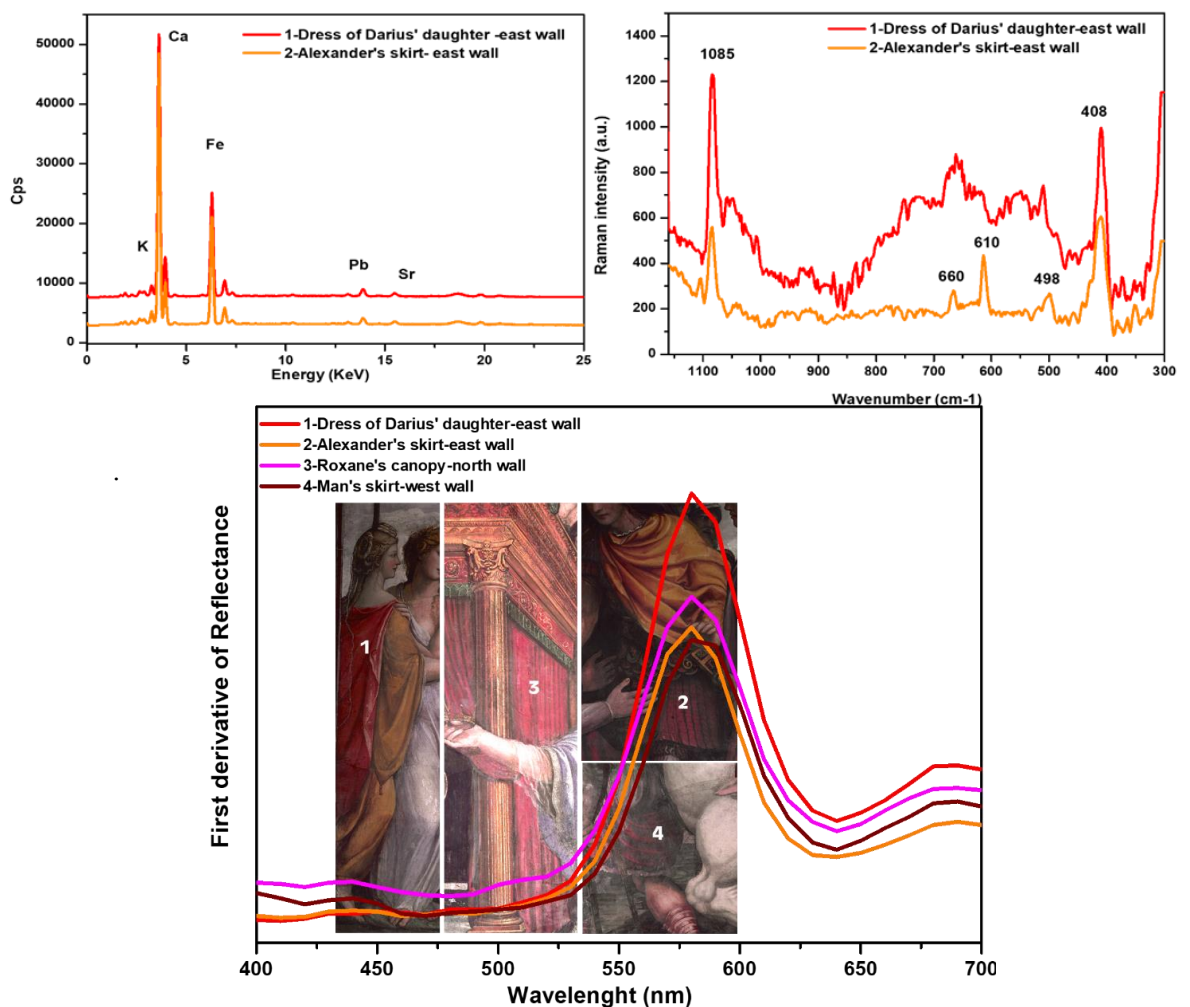 1-Dress of Darius' daughter -east wall
2-Alexander's skirt- east wall
Ca
Fe
K
Pb
Sr
Cps
50000
40000
30000
20000
10000
0
0
5
10
15
20
25
Energy (KeV)
1-Dress of Darius' daughter-east wall
2-Alexander's skirt-east wall
1085
408
610
660
498
Raman intensity (a.u.)
1400
1200
1000
800
600
400
200
0
1100
1000
900
800
700
600
500
400
300
Wavenumber (cm-1)
1-Dress of Darius' daughter-east wall
2-Alexander's skirt-east wall
3-Roxane's canopy-north wall
4-Man's skirt-west wall
1
3
2
4
First derivative of Reflectance
400
450
500
550
600
650
700
Wavelenght (nm)